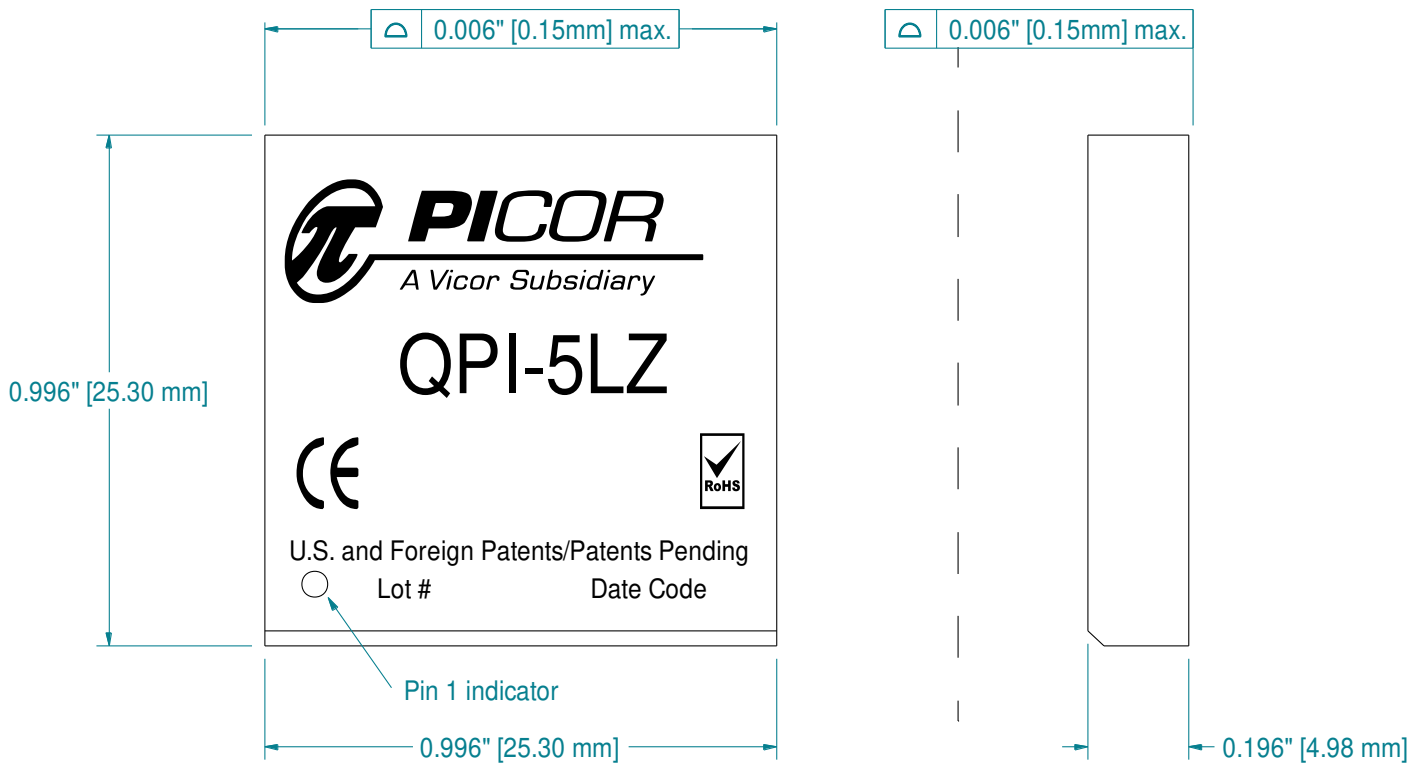 0.006" [0.15mm] max.
0.006" [0.15mm] max.
π PICOR
A Vicor Subsidiary
QPI-5LZ
0.996" [25.30 mm]
CE
RoHS
U.S. and Foreign Patents/Patents Pending
Lot # Date Code
Pin 1 indicator
0.996" [25.30 mm]
0.196" [4.98 mm]